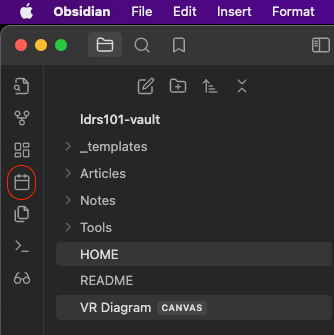 Obsidian File Edit Insert Format
ldrs101-vault
_templates
Articles
Notes
Tools
HOME
README
VR Diagram CANVAS